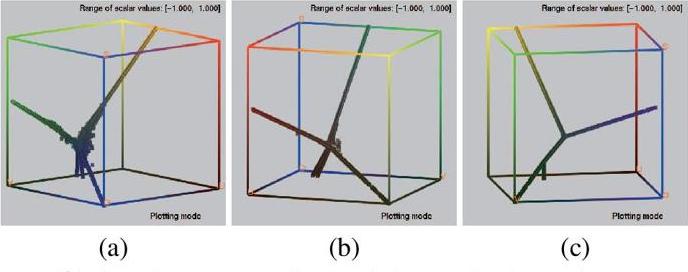 Range of scalar values: [-1.000, 1.000]
Range of scalar values: [-1.000, 1.000]
Range of scalar values: [-1.000, 1.000]
Plotting mode
Plotting mode
Plotting mode
(a)
(b)
(c)